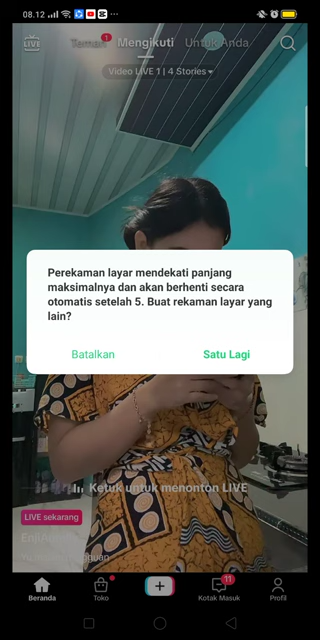 08.12
LIVE
Teman 1
Mengikuti
Untuk Anda
Video LIVE 1 | 4 Stories
Perekaman layar mendekati panjang
maksimalnya dan akan berhenti secara
otomatis setelah 5. Buat rekaman layar yang
lain?
Batalkan
Satu Lagi
Ketuk untuk menonton LIVE
LIVE sekarang
Beranda
Toko
11
Kotak Masuk
Profil